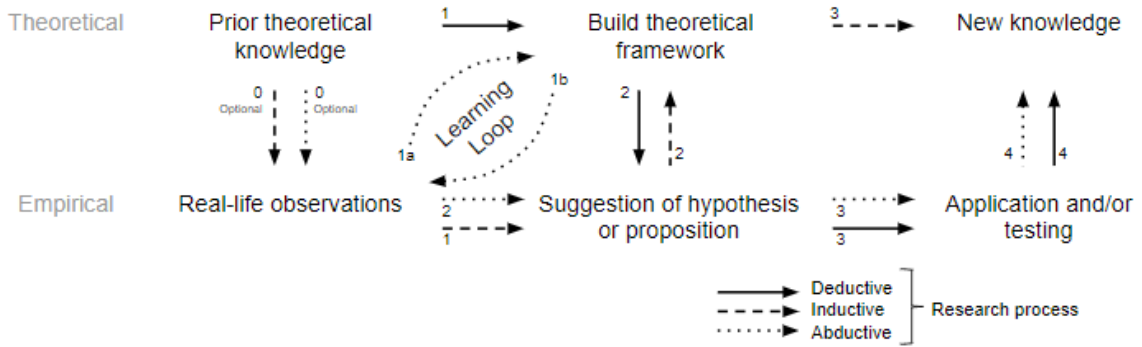 Theoretical
Prior theoretical
knowledge
1
Build theoretical
framework
3
New knowledge
0
Optional
0
Optional
1a
Learning
Loop
1b
2
2
4
4
Empirical
Real-life observations
2
1
Suggestion of hypothesis
or proposition
3
3
Application and/or
testing
Deductive
Inductive
Abductive
Research process